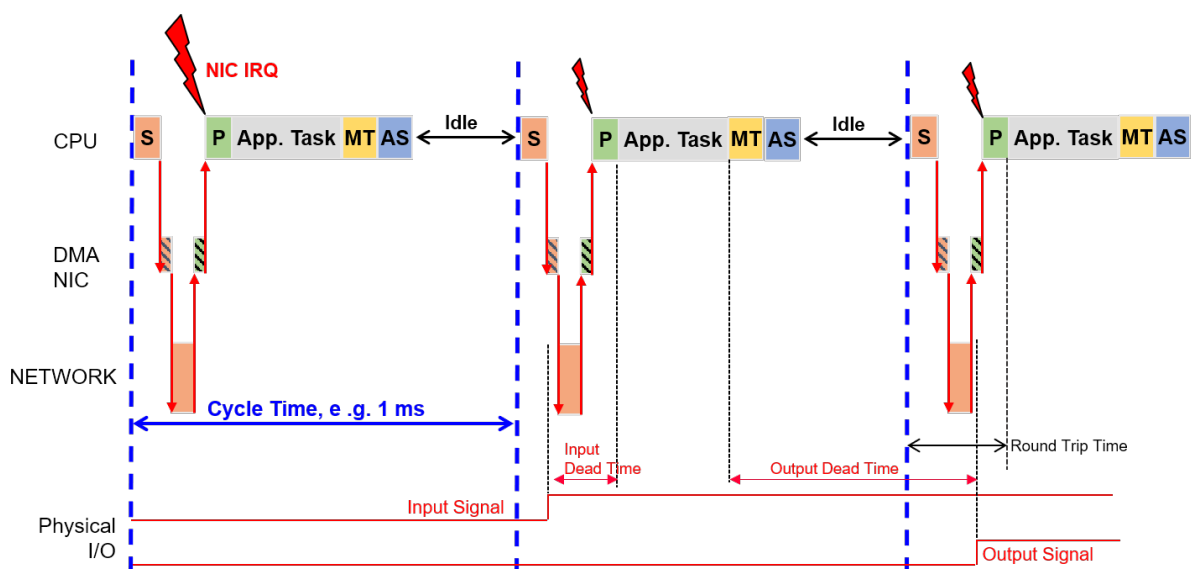 NIC IRQ
CPU
S
P
App. Task
MT
AS
Idle
S
P
App. Task
MT
AS
Idle
S
P
App. Task
MT
AS
DMA
NIC
NETWORK
Cycle Time, e .g. 1 ms
Round Trip Time
Input
Dead Time
Output Dead Time
Input Signal
Physical
I/O
Output Signal